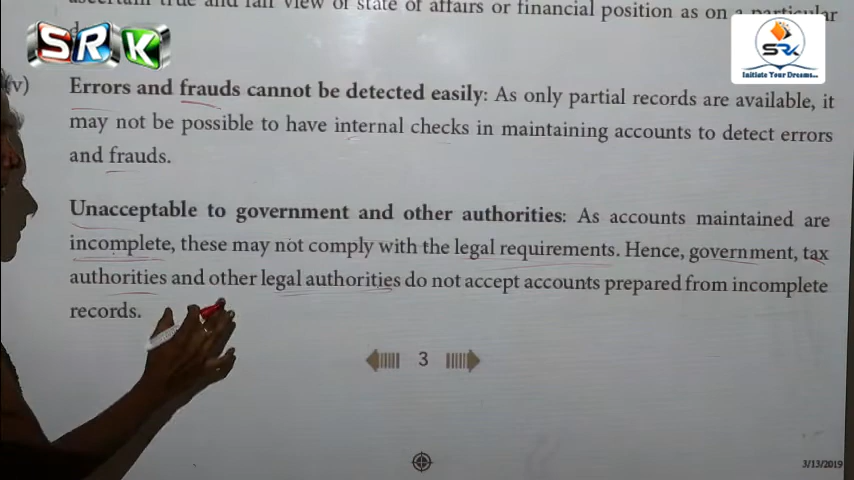 ascertain true and fair view of state of affairs or financial position as on a particular
SRK
SRK
Initiate Your Dreams...
(v) Errors and frauds cannot be detected easily: As only partial records are available, it
may not be possible to have internal checks in maintaining accounts to detect errors
and frauds.
Unacceptable to government and other authorities: As accounts maintained are
incomplete, these may not comply with the legal requirements. Hence, government, tax
authorities and other legal authorities do not accept accounts prepared from incomplete
records.
3
3/13/2019